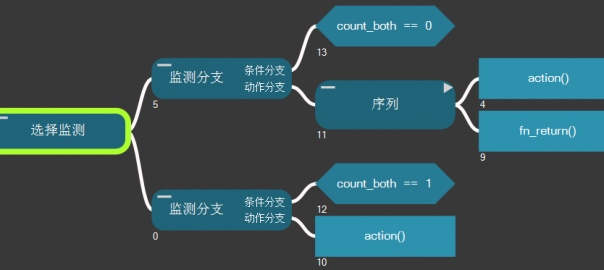 count_both == 0
13
监测分支
条件分支
动作分支
5
action()
4
序列
11
选择监测
fn_return()
9
监测分支
条件分支
动作分支
0
count_both == 1
12
action()
10